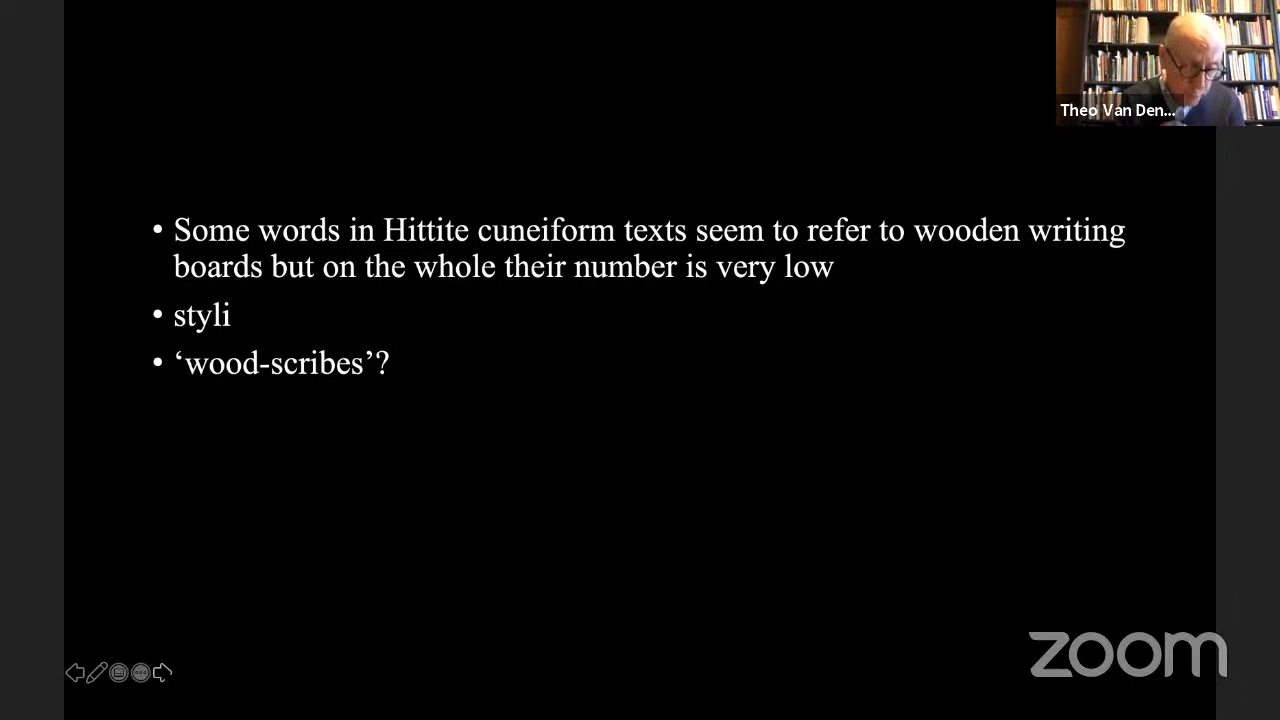 Theo Van Den...
• Some words in Hittite cuneiform texts seem to refer to wooden writing
boards but on the whole their number is very low
• styli
• ‘wood-scribes’?
zoom